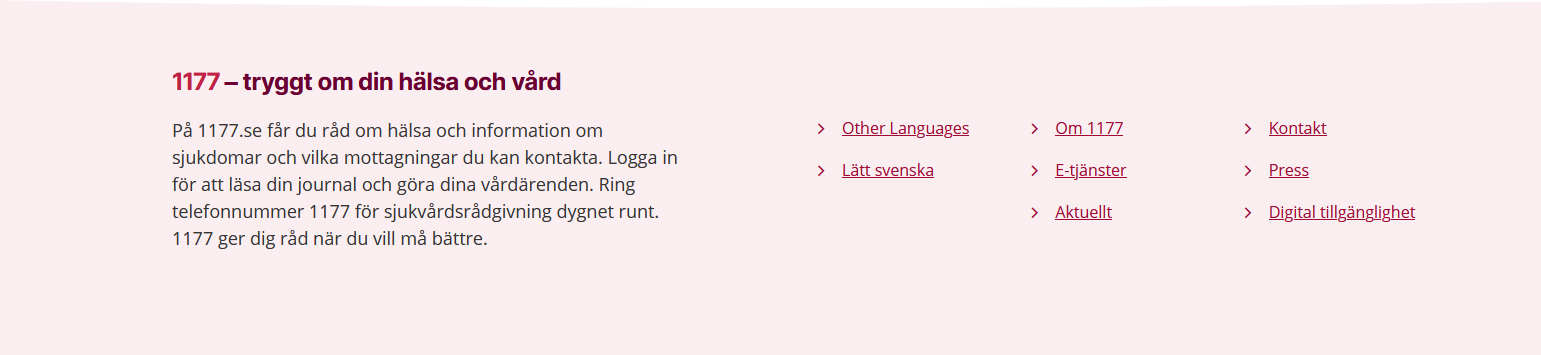 1177 – tryggt om din hälsa och vård
På 1177.se får du råd om hälsa och information om
sjukdomar och vilka mottagningar du kan kontakta. Logga in
för att läsa din journal och göra dina vårdärenden. Ring
telefonnummer 1177 för sjukvårdsrådgivning dygnet runt.
1177 ger dig råd när du vill må bättre.
Other Languages
Lätt svenska
Om 1177
E-tjänster
Aktuellt
Kontakt
Press
Digital tillgänglighet